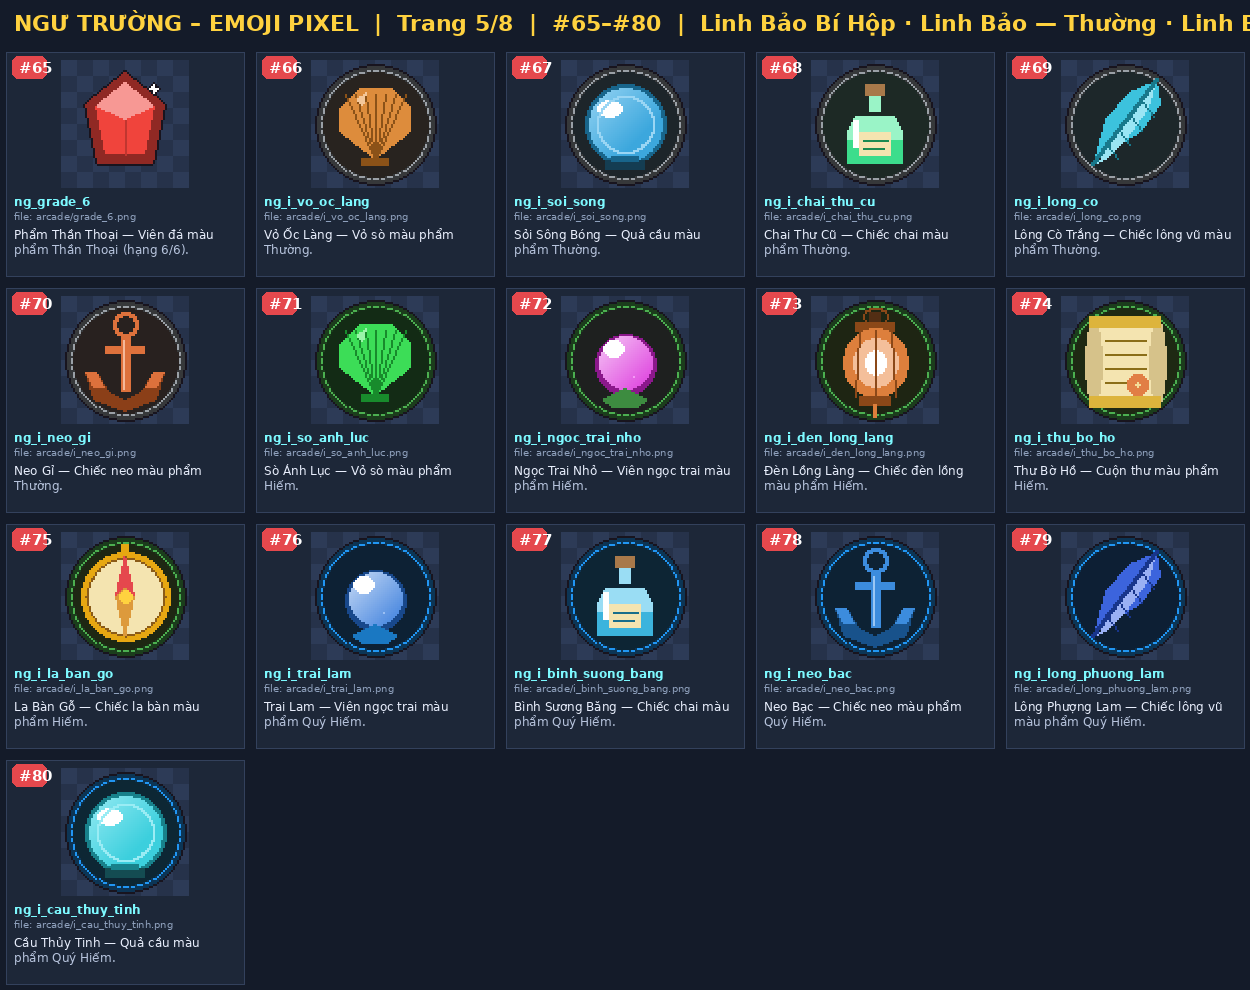 NGƯ TRƯỜNG – EMOJI PIXEL | Trang 5/8 | #65–#80 | Linh Bảo Bí Hộp · Linh Bảo — Thường · Linh
#65
ng_grade_6
file: arcade/grade_6.png
Phẩm Thần Thoại — Viên đá màu
phẩm Thần Thoại (hạng 6/6).
#66
ng_i_vo_oc_lang
file: arcade/i_vo_oc_lang.png
Vỏ Ốc Làng — Vỏ sò màu phẩm
Thường.
#67
ng_i_soi_song
file: arcade/i_soi_song.png
Sỏi Sông Bóng — Quả cầu màu
phẩm Thường.
#68
ng_i_chai_thu_cu
file: arcade/i_chai_thu_cu.png
Chai Thư Cũ — Chiếc chai màu
phẩm Thường.
#69
ng_i_long_co
file: arcade/i_long_co.png
Lông Cò Trắng — Chiếc lông vũ màu
phẩm Thường.
#70
ng_i_neo_gi
file: arcade/i_neo_gi.png
Neo Gỉ — Chiếc neo màu phẩm
Thường.
#71
ng_i_so_anh_luc
file: arcade/i_so_anh_luc.png
Sò Ánh Lục — Vỏ sò màu phẩm
Hiếm.
#72
ng_i_ngoc_trai_nho
file: arcade/i_ngoc_trai_nho.png
Ngọc Trai Nhỏ — Viên ngọc trai màu
phẩm Hiếm.
#73
ng_i_den_long_lang
file: arcade/i_den_long_lang.png
Đèn Lồng Làng — Chiếc đèn lồng
màu phẩm Hiếm.
#74
ng_i_thu_bo_ho
file: arcade/i_thu_bo_ho.png
Thư Bờ Hồ — Cuộn thư màu phẩm
Hiếm.
#75
ng_i_la_ban_go
file: arcade/i_la_ban_go.png
La Bàn Gỗ — Chiếc la bàn màu
phẩm Hiếm.
#76
ng_i_trai_lam
file: arcade/i_trai_lam.png
Trai Lam — Viên ngọc trai màu
phẩm Quý Hiếm.
#77
ng_i_binh_suong_bang
file: arcade/i_binh_suong_bang.png
Bình Sương Băng — Chiếc chai màu
phẩm Quý Hiếm.
#78
ng_i_neo_bac
file: arcade/i_neo_bac.png
Neo Bạc — Chiếc neo màu phẩm
Quý Hiếm.
#79
ng_i_long_phuong_lam
file: arcade/i_long_phuong_lam.png
Lông Phượng Lam — Chiếc lông vũ
màu phẩm Quý Hiếm.
#80
ng_i_cau_thuy_tinh
file: arcade/i_cau_thuy_tinh.png
Cầu Thủy Tinh — Quả cầu màu
phẩm Quý Hiếm.